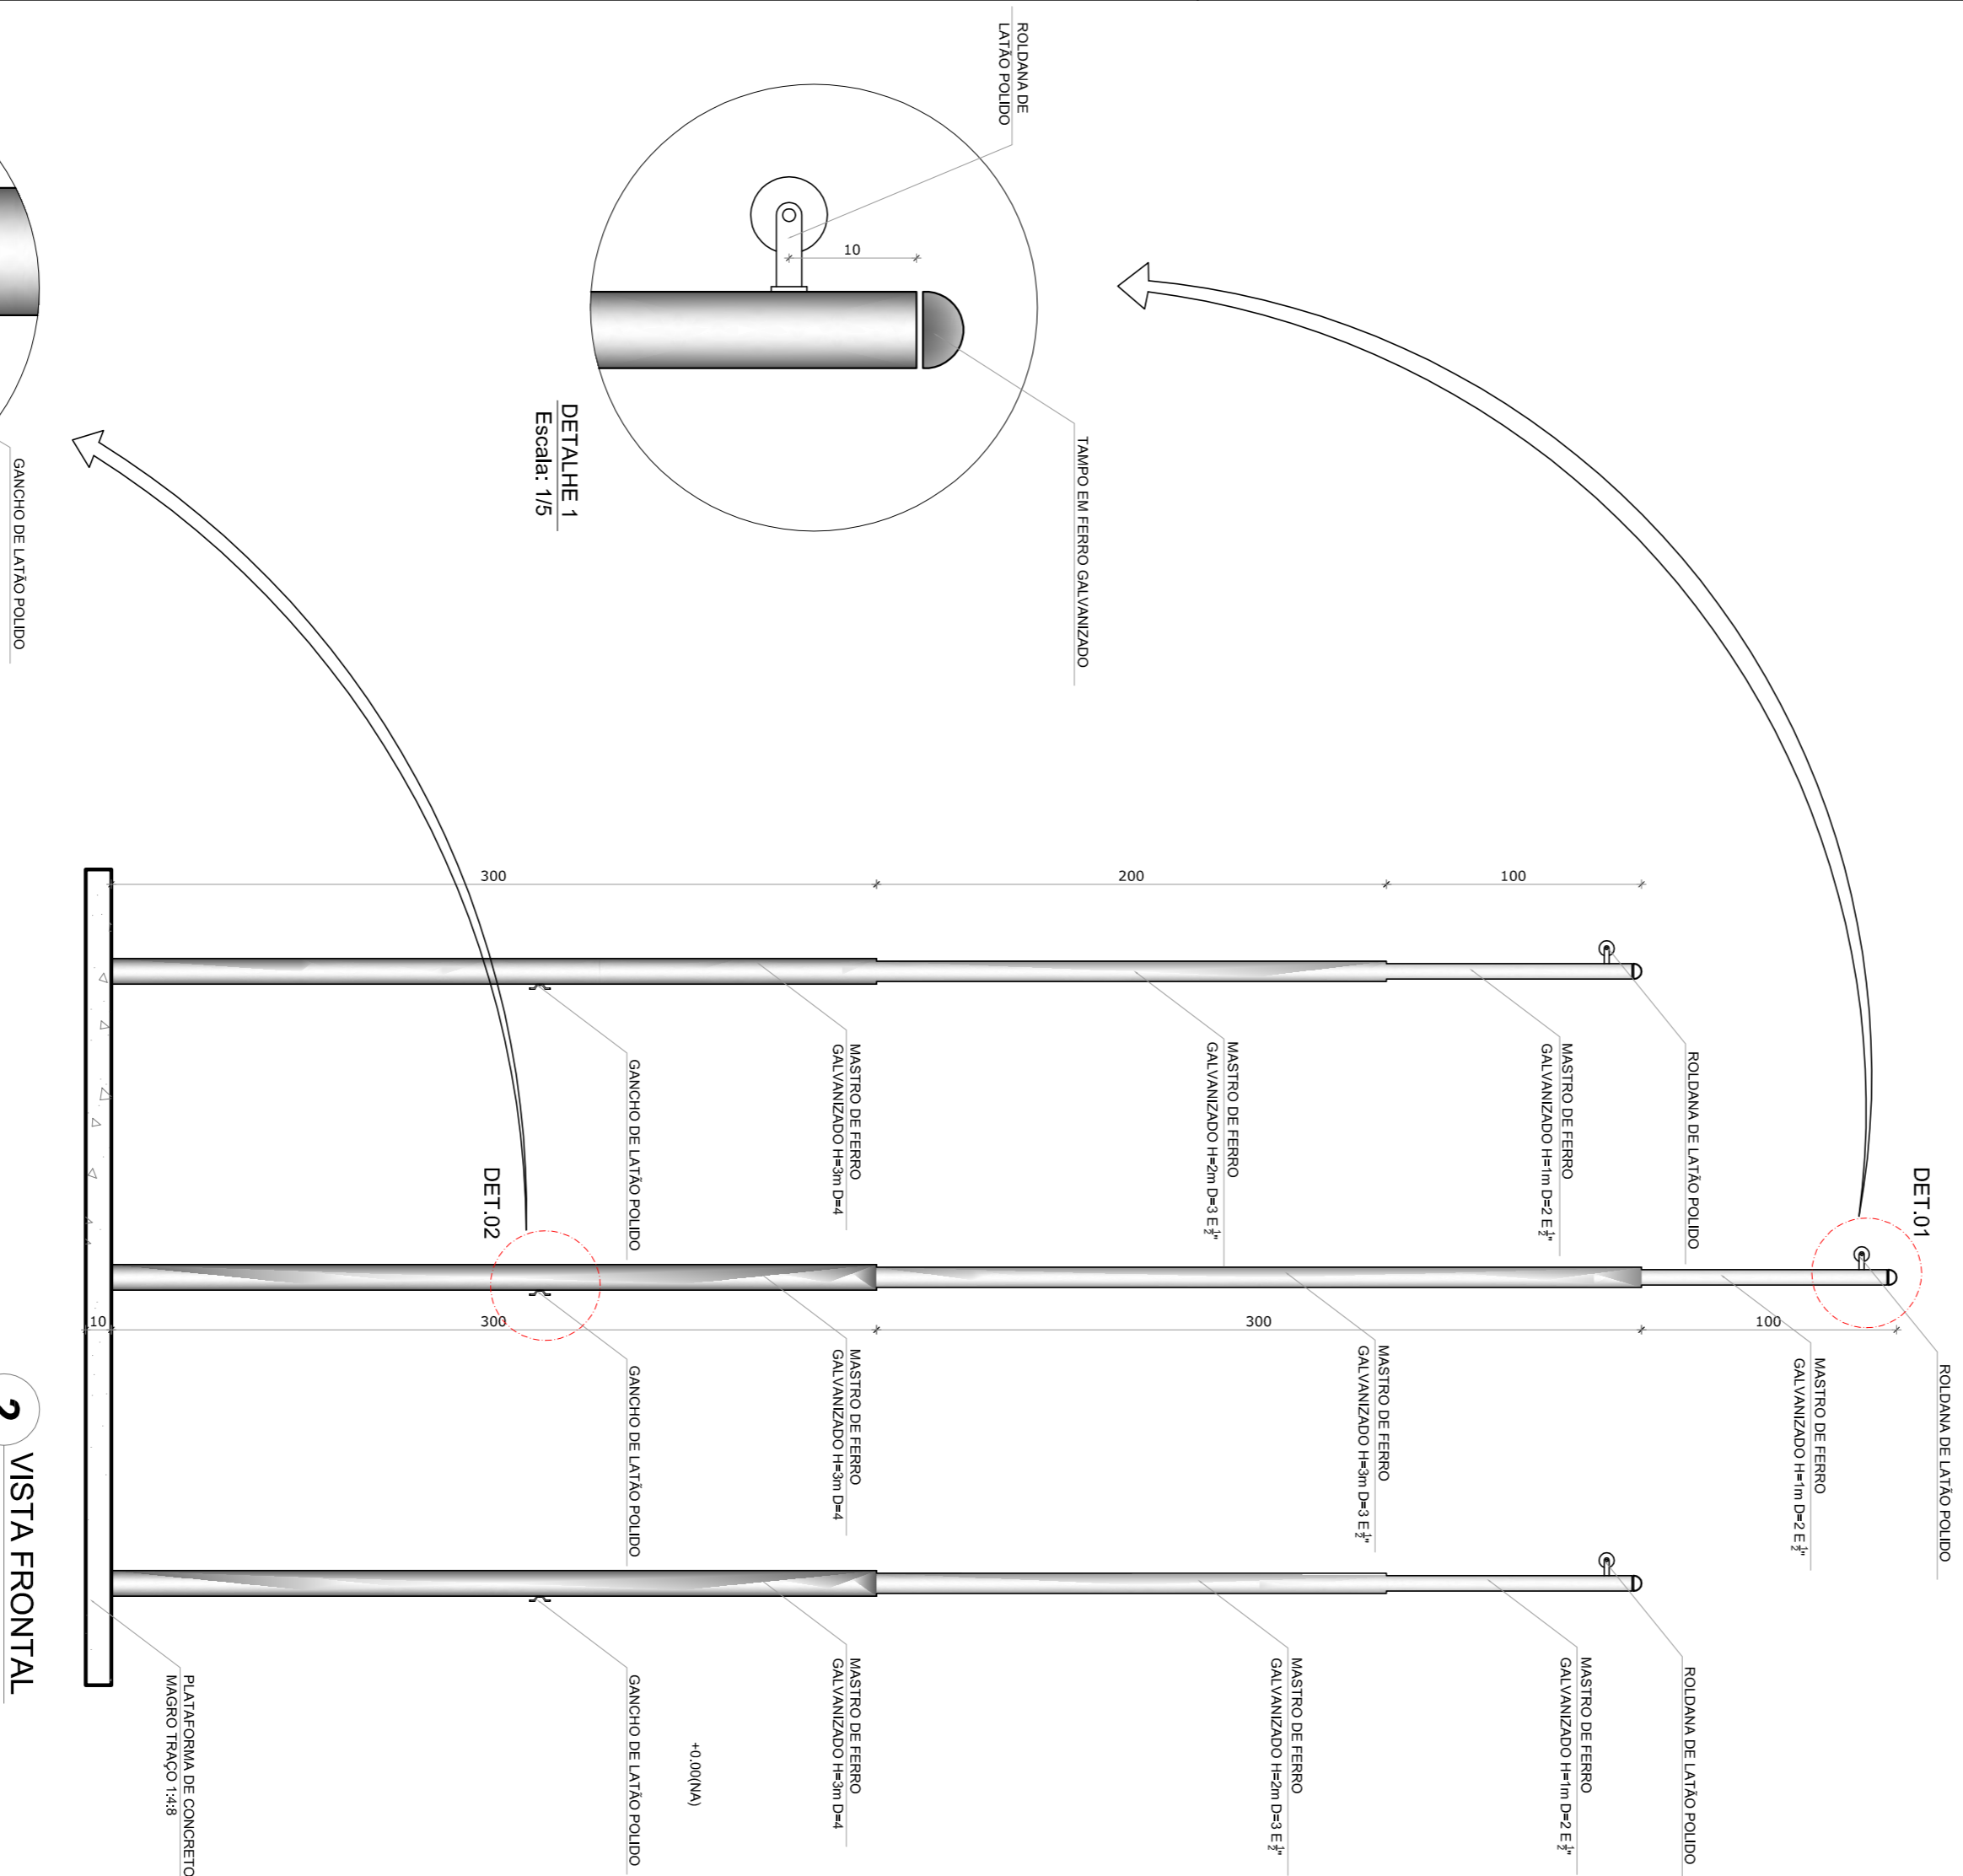 ROLDANA DE
LATÃO POLIDO
10
TAMPO EM FERRO GALVANIZADO
DETALHE 1
Escala: 1/5
GANCHO DE LATÃO POLIDO
DET.01
ROLDANA DE LATÃO POLIDO
MASTRO DE FERRO
GALVANIZADO H=1m D=2 E 1/2"
100
MASTRO DE FERRO
GALVANIZADO H=3m D=3 E 1/2"
300
MASTRO DE FERRO
GALVANIZADO H=3m D=4
300
GANCHO DE LATÃO POLIDO
DET.02
10
100
200
300
ROLDANA DE LATÃO POLIDO
MASTRO DE FERRO
GALVANIZADO H=1m D=2 E 1/2"
MASTRO DE FERRO
GALVANIZADO H=2m D=3 E 1/2"
MASTRO DE FERRO
GALVANIZADO H=3m D=4
GANCHO DE LATÃO POLIDO
ROLDANA DE LATÃO POLIDO
MASTRO DE FERRO
GALVANIZADO H=1m D=2 E 1/2"
MASTRO DE FERRO
GALVANIZADO H=2m D=3 E 1/2"
MASTRO DE FERRO
GALVANIZADO H=3m D=4
+0.00(NA)
GANCHO DE LATÃO POLIDO
PLATAFORMA DE CONCRETO
MAGRO TRAÇO 1:4:8
2
VISTA FRONTAL